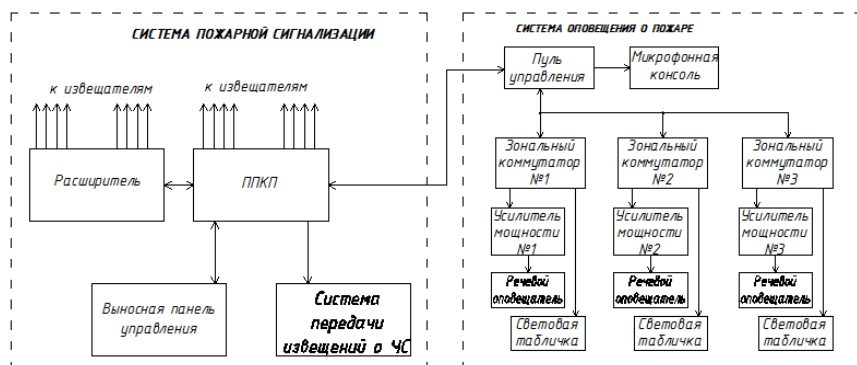 СИСТЕМА ПОЖАРНОЙ СИГНАЛИЗАЦИИ
к извещателям
к извещателям
Расширитель
ППКП
Выносная панель
управления
Система
передачи
извещений о ЧС
СИСТЕМА ОПОВЕЩЕНИЯ О ПОЖАРЕ
Пуль
управления
Микрофонная
консоль
Зональный
коммутатор
№1
Зональный
коммутатор
№2
Зональный
коммутатор
№3
Усилитель
мощности
№1
Усилитель
мощности
№2
Усилитель
мощности
№3
Речевой
оповещатель
Речевой
оповещатель
Речевой
оповещатель
Световая
табличка
Световая
табличка
Световая
табличка